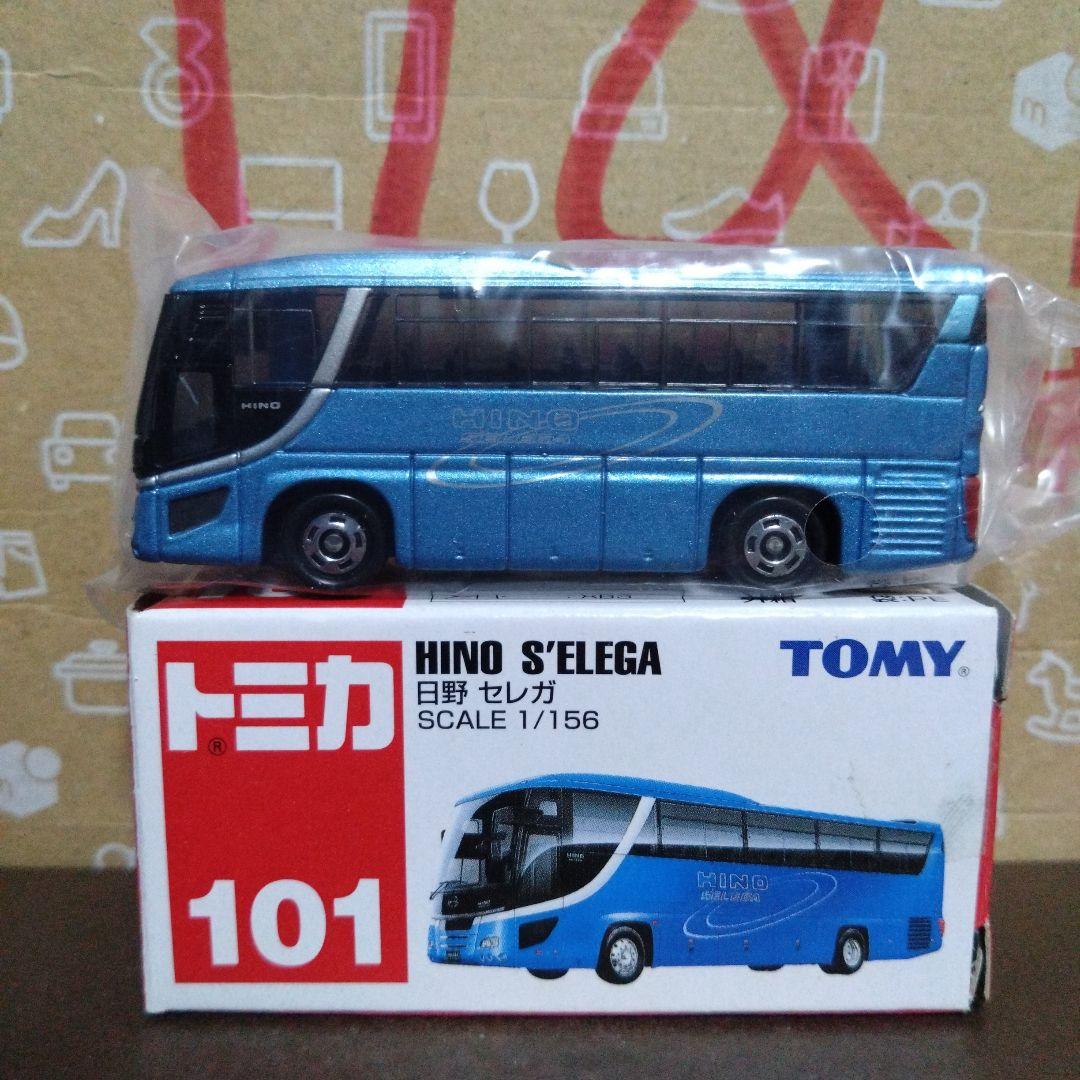 HINO
HINO
SELEGA
トミカ®
101
HINO S'ELEGA
日野 セレガ
SCALE 1/156
TOMY®
HINO
HINO
SELEGA